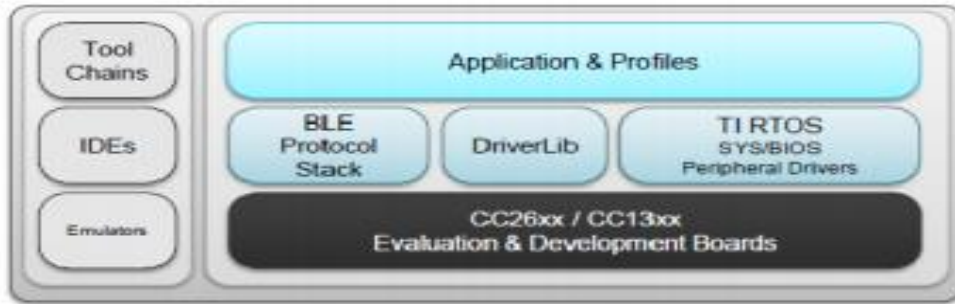 Tool
Chains
IDEs
Emulators
Application & Profiles
BLE
Protocol
Stack
DriverLib
TI RTOS
SYS/BIOS
Peripheral Drivers
CC26xx / CC13xx
Evaluation & Development Boards